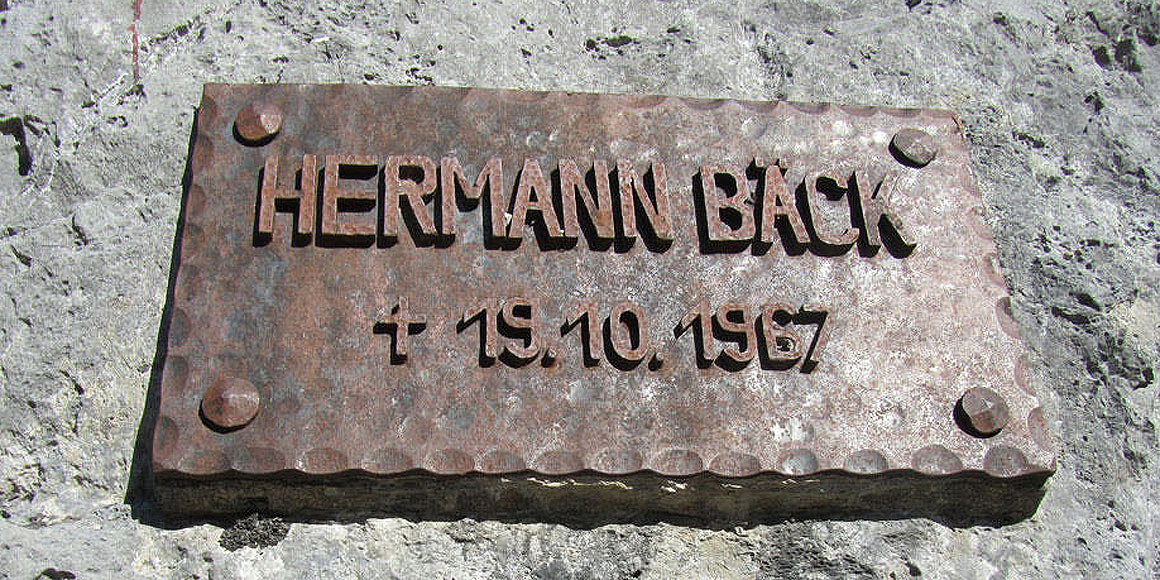 HERMANN BÄCK
† 19.10.1967